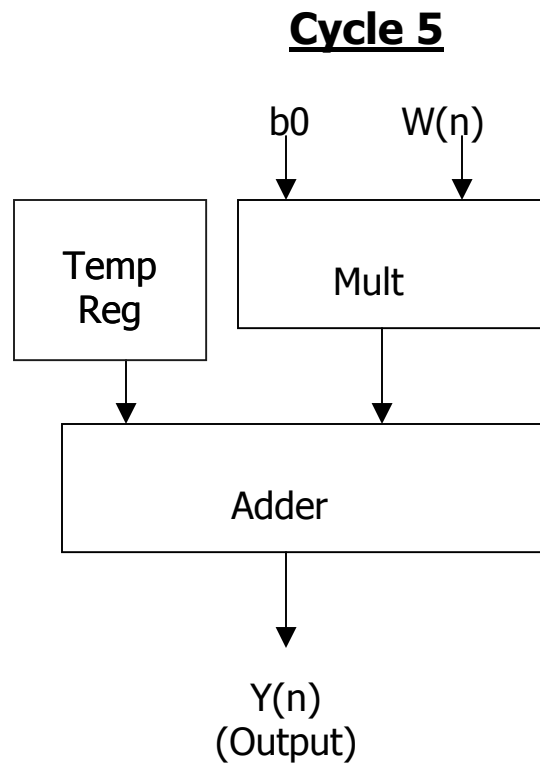 Cycle 5
b0
W(n)
Temp
Reg
Mult
Adder
Y(n)
(Output)